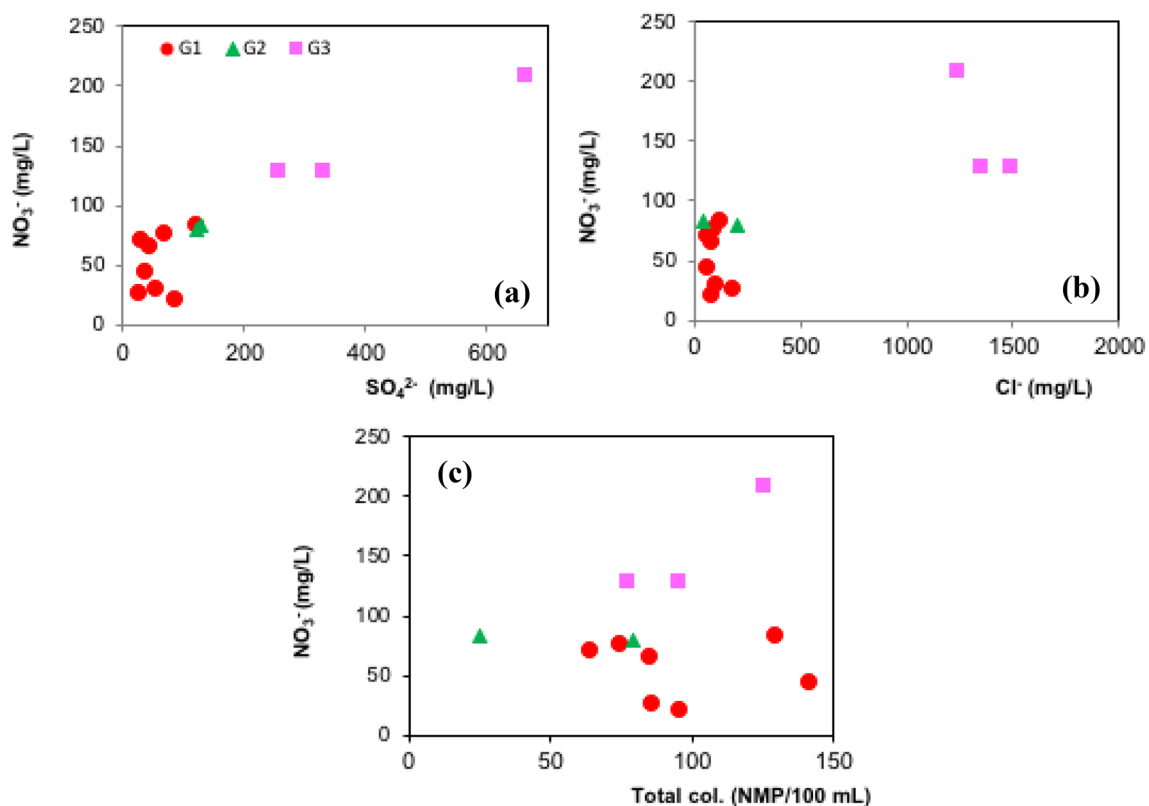 250
200
150
100
50
0
NO₃⁻ (mg/L)
G1 G2 G3
(a)
0 200 400 600
SO₄²⁻ (mg/L)
250
200
150
100
50
0
NO₃⁻ (mg/L)
(b)
0 500 1000 1500 2000
Cl⁻ (mg/L)
250
200
150
100
50
0
NO₃⁻ (mg/L)
(c)
0 50 100 150
Total col. (NMP/100 mL)